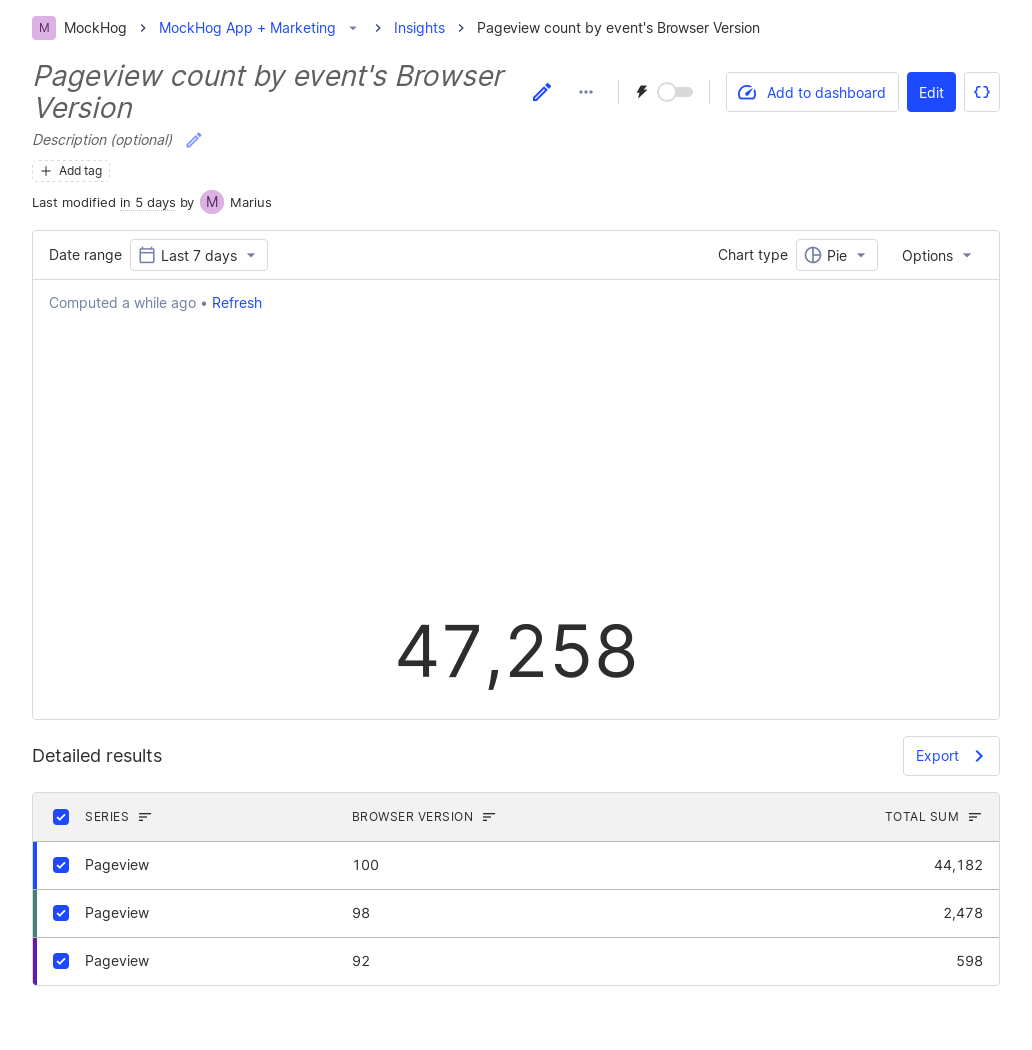 M MockHog MockHog App + Marketing Insights Pageview count by event's Browser Version
Pageview count by event's Browser
Version
Add to dashboard Edit
Description (optional)
Add tag
Last modified in 5 days by M Marius
Date range Last 7 days Chart type Pie Options
Computed a while ago • Refresh
47,258
Detailed results Export
SERIES BROWSER VERSION TOTAL SUM
Pageview 100 44,182
Pageview 98 2,478
Pageview 92 598